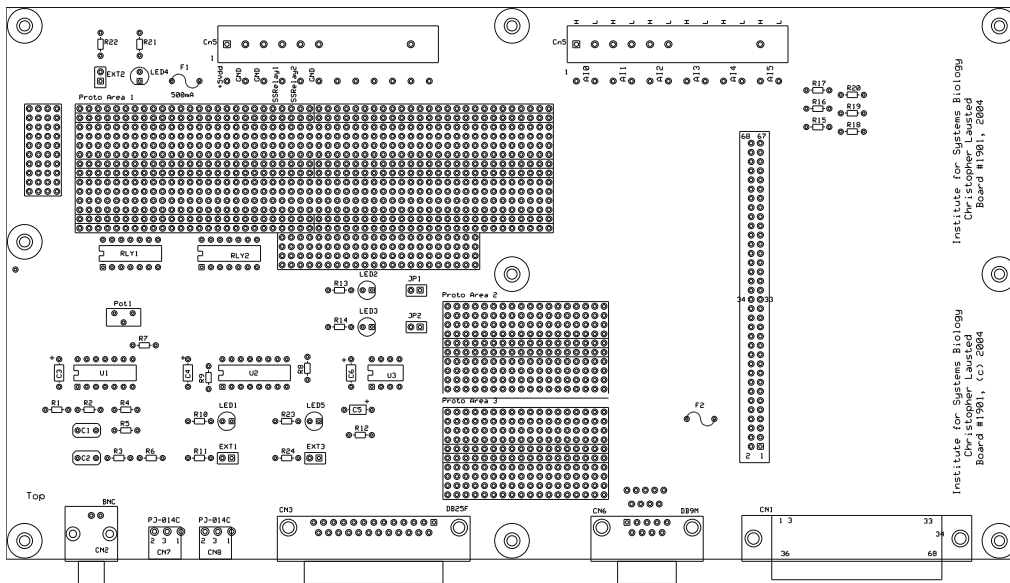 R22
R21
EXT2
LED4
F1
500mA
Cn5
1
+5vdd
GND
GND
SSRelay1
SSRelay2
GND
Cn5
1
H L H L H L H L H L H L
A10 A11 A12 A13 A14 A15
R17
R20
R16
R19
R15
R18
Proto Area 1
68 67
34 33
2 1
Institute for Systems Biology
Christopher Lausted
Board #1901, 2004
RLY1
RLY2
LED2
R13
JP1
LED3
R14
JP2
Pot1
R7
Proto Area 2
+
C3
U1
+
C4
R9
U2
R8
+
C6
U3
R1
R2
R4
C1
R5
C2
R3
R6
LED1
R10
LED5
R23
+
C5
R12
R11
EXT1
R24
EXT3
Proto Area 3
F2
Institute for Systems Biology
Christopher Lausted
Board #1901, (c) 2004
Top
BNC
CN2
PJ-014C
2 3 1
CN7
PJ-014C
2 3 1
CN8
CN3
DB25F
CN6
DB9M
CN1
1 3
33
34
36
68